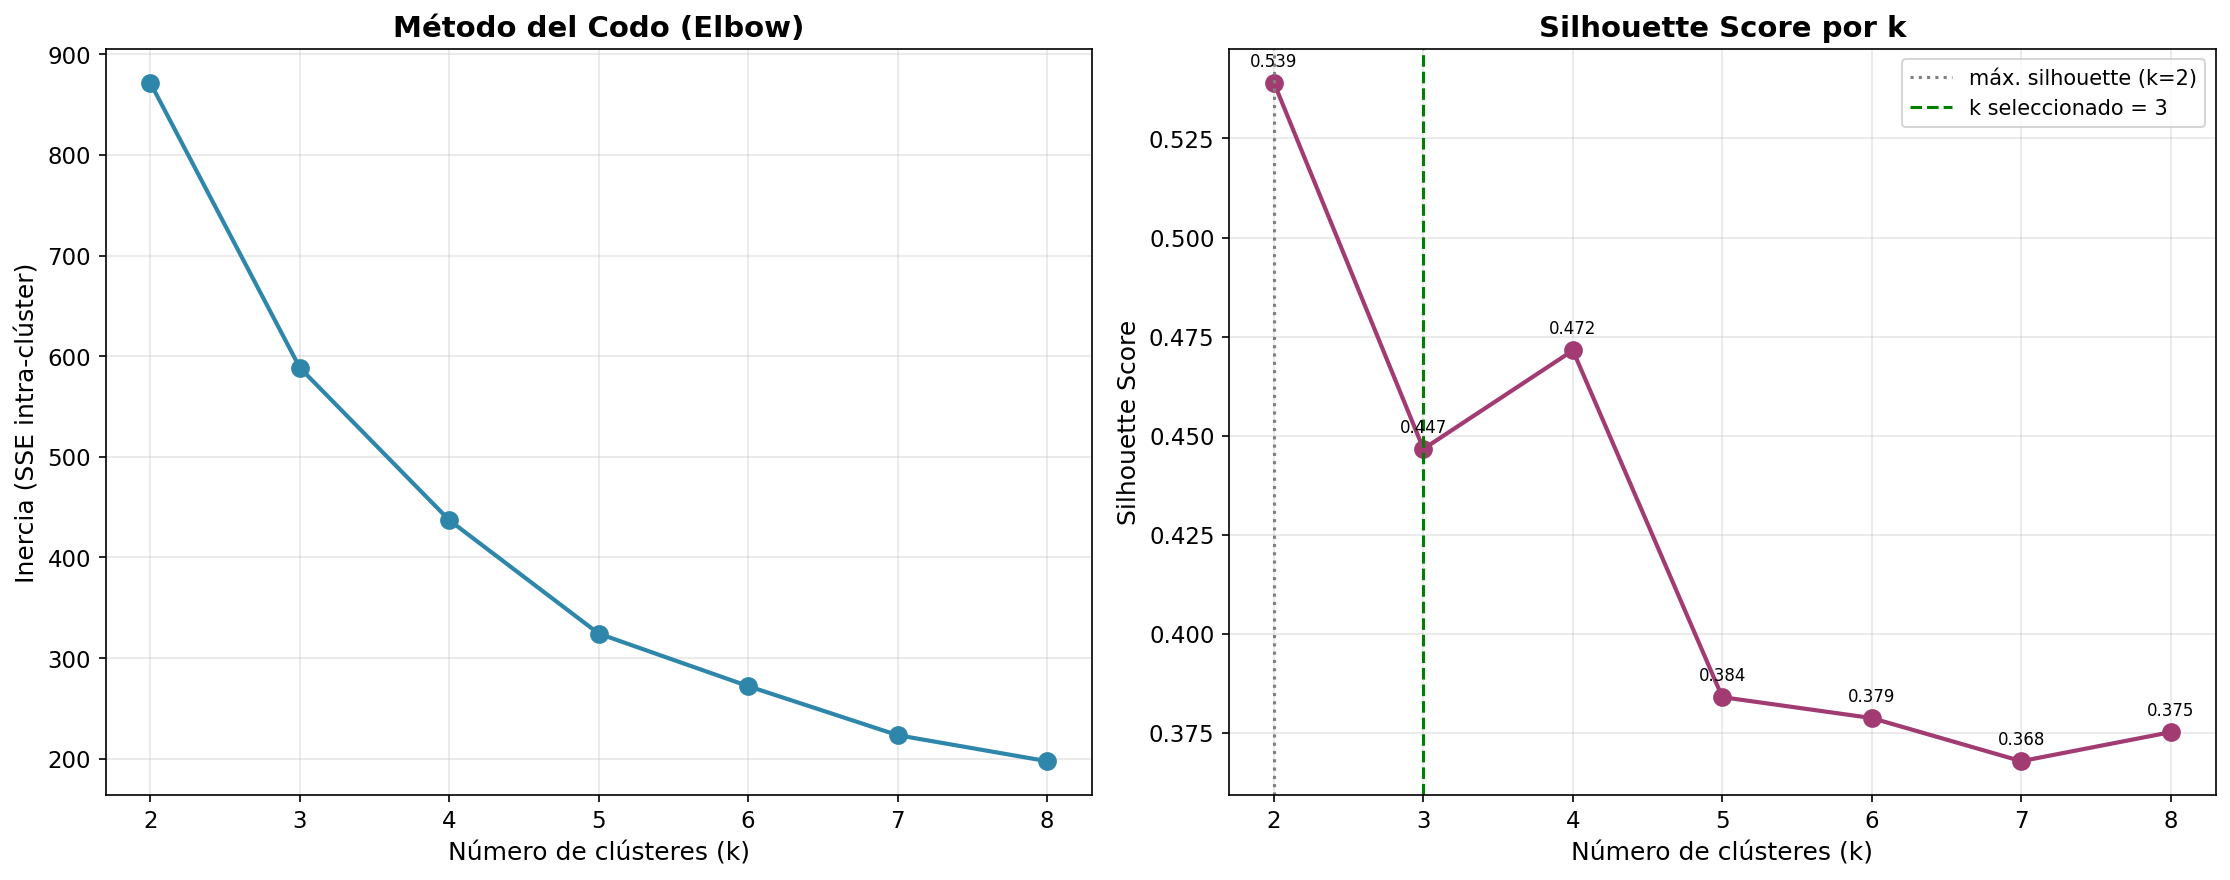 Método del Codo (Elbow)
900
800
700
600
500
400
300
200
Inercia (SSE intra-clúster)
2 3 4 5 6 7 8
Número de clústeres (k)
Silhouette Score por k
máx. silhouette (k=2)
k seleccionado = 3
0.525
0.500
0.475
0.450
0.425
0.400
0.375
Silhouette Score
0.539
0.447
0.472
0.384
0.379
0.368
0.375
2 3 4 5 6 7 8
Número de clústeres (k)